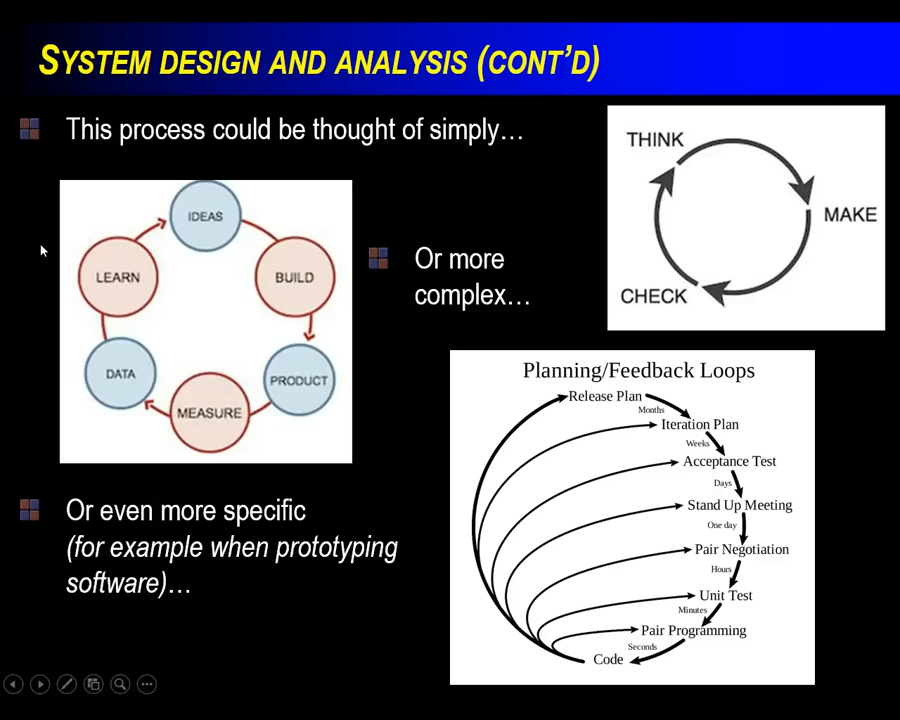 SYSTEM DESIGN AND ANALYSIS (CONT'D)
This process could be thought of simply…
THINK
MAKE
CHECK
Or more
complex…
IDEAS
BUILD
PRODUCT
MEASURE
DATA
LEARN
Or even more specific
(for example when prototyping
software)…
Planning/Feedback Loops
Release Plan
Months
Iteration Plan
Weeks
Acceptance Test
Days
Stand Up Meeting
One day
Pair Negotiation
Hours
Unit Test
Minutes
Pair Programming
Seconds
Code